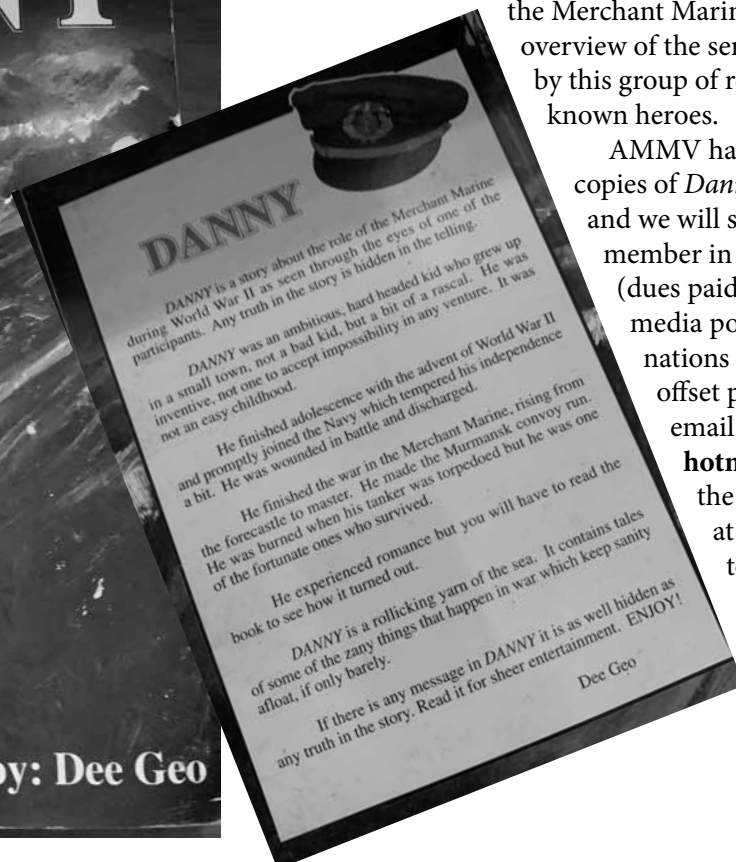 by: Dee Geo
DANNY
DANNY is a story about the role of the Merchant Marine
during World War II as seen through the eyes of one of the
participants. Any truth in the story is hidden in the telling.
DANNY was an ambitious, hard headed kid who grew up
in a small town, not a bad kid, but a bit of a rascal. He was
inventive, not one to accept impossibility in any venture. It was
not an easy childhood.
He finished adolescence with the advent of World War II
and promptly joined the Navy which tempered his independence
a bit. He was wounded in battle and discharged.
He finished the war in the Merchant Marine, rising from
the forecastle to master. He made the Murmansk convoy run.
He was burned when his tanker was torpedoed but he was one
of the fortunate ones who survived.
He experienced romance but you will have to read the
book to see how it turned out.
DANNY is a rollicking yarn of the sea. It contains tales
of some of the zany things that happen in war which keep sanity
afloat, if only barely.
If there is any message in DANNY it is as well hidden as
any truth in the story. Read it for sheer entertainment. ENJOY!
Dee Geo
the Merchant Marin
overview of the ser
by this group of r
known heroes.
AMMV ha
copies of Dann
and we will s
member in
(dues paid
media po
nations
offset p
email
hotn
the
at
t